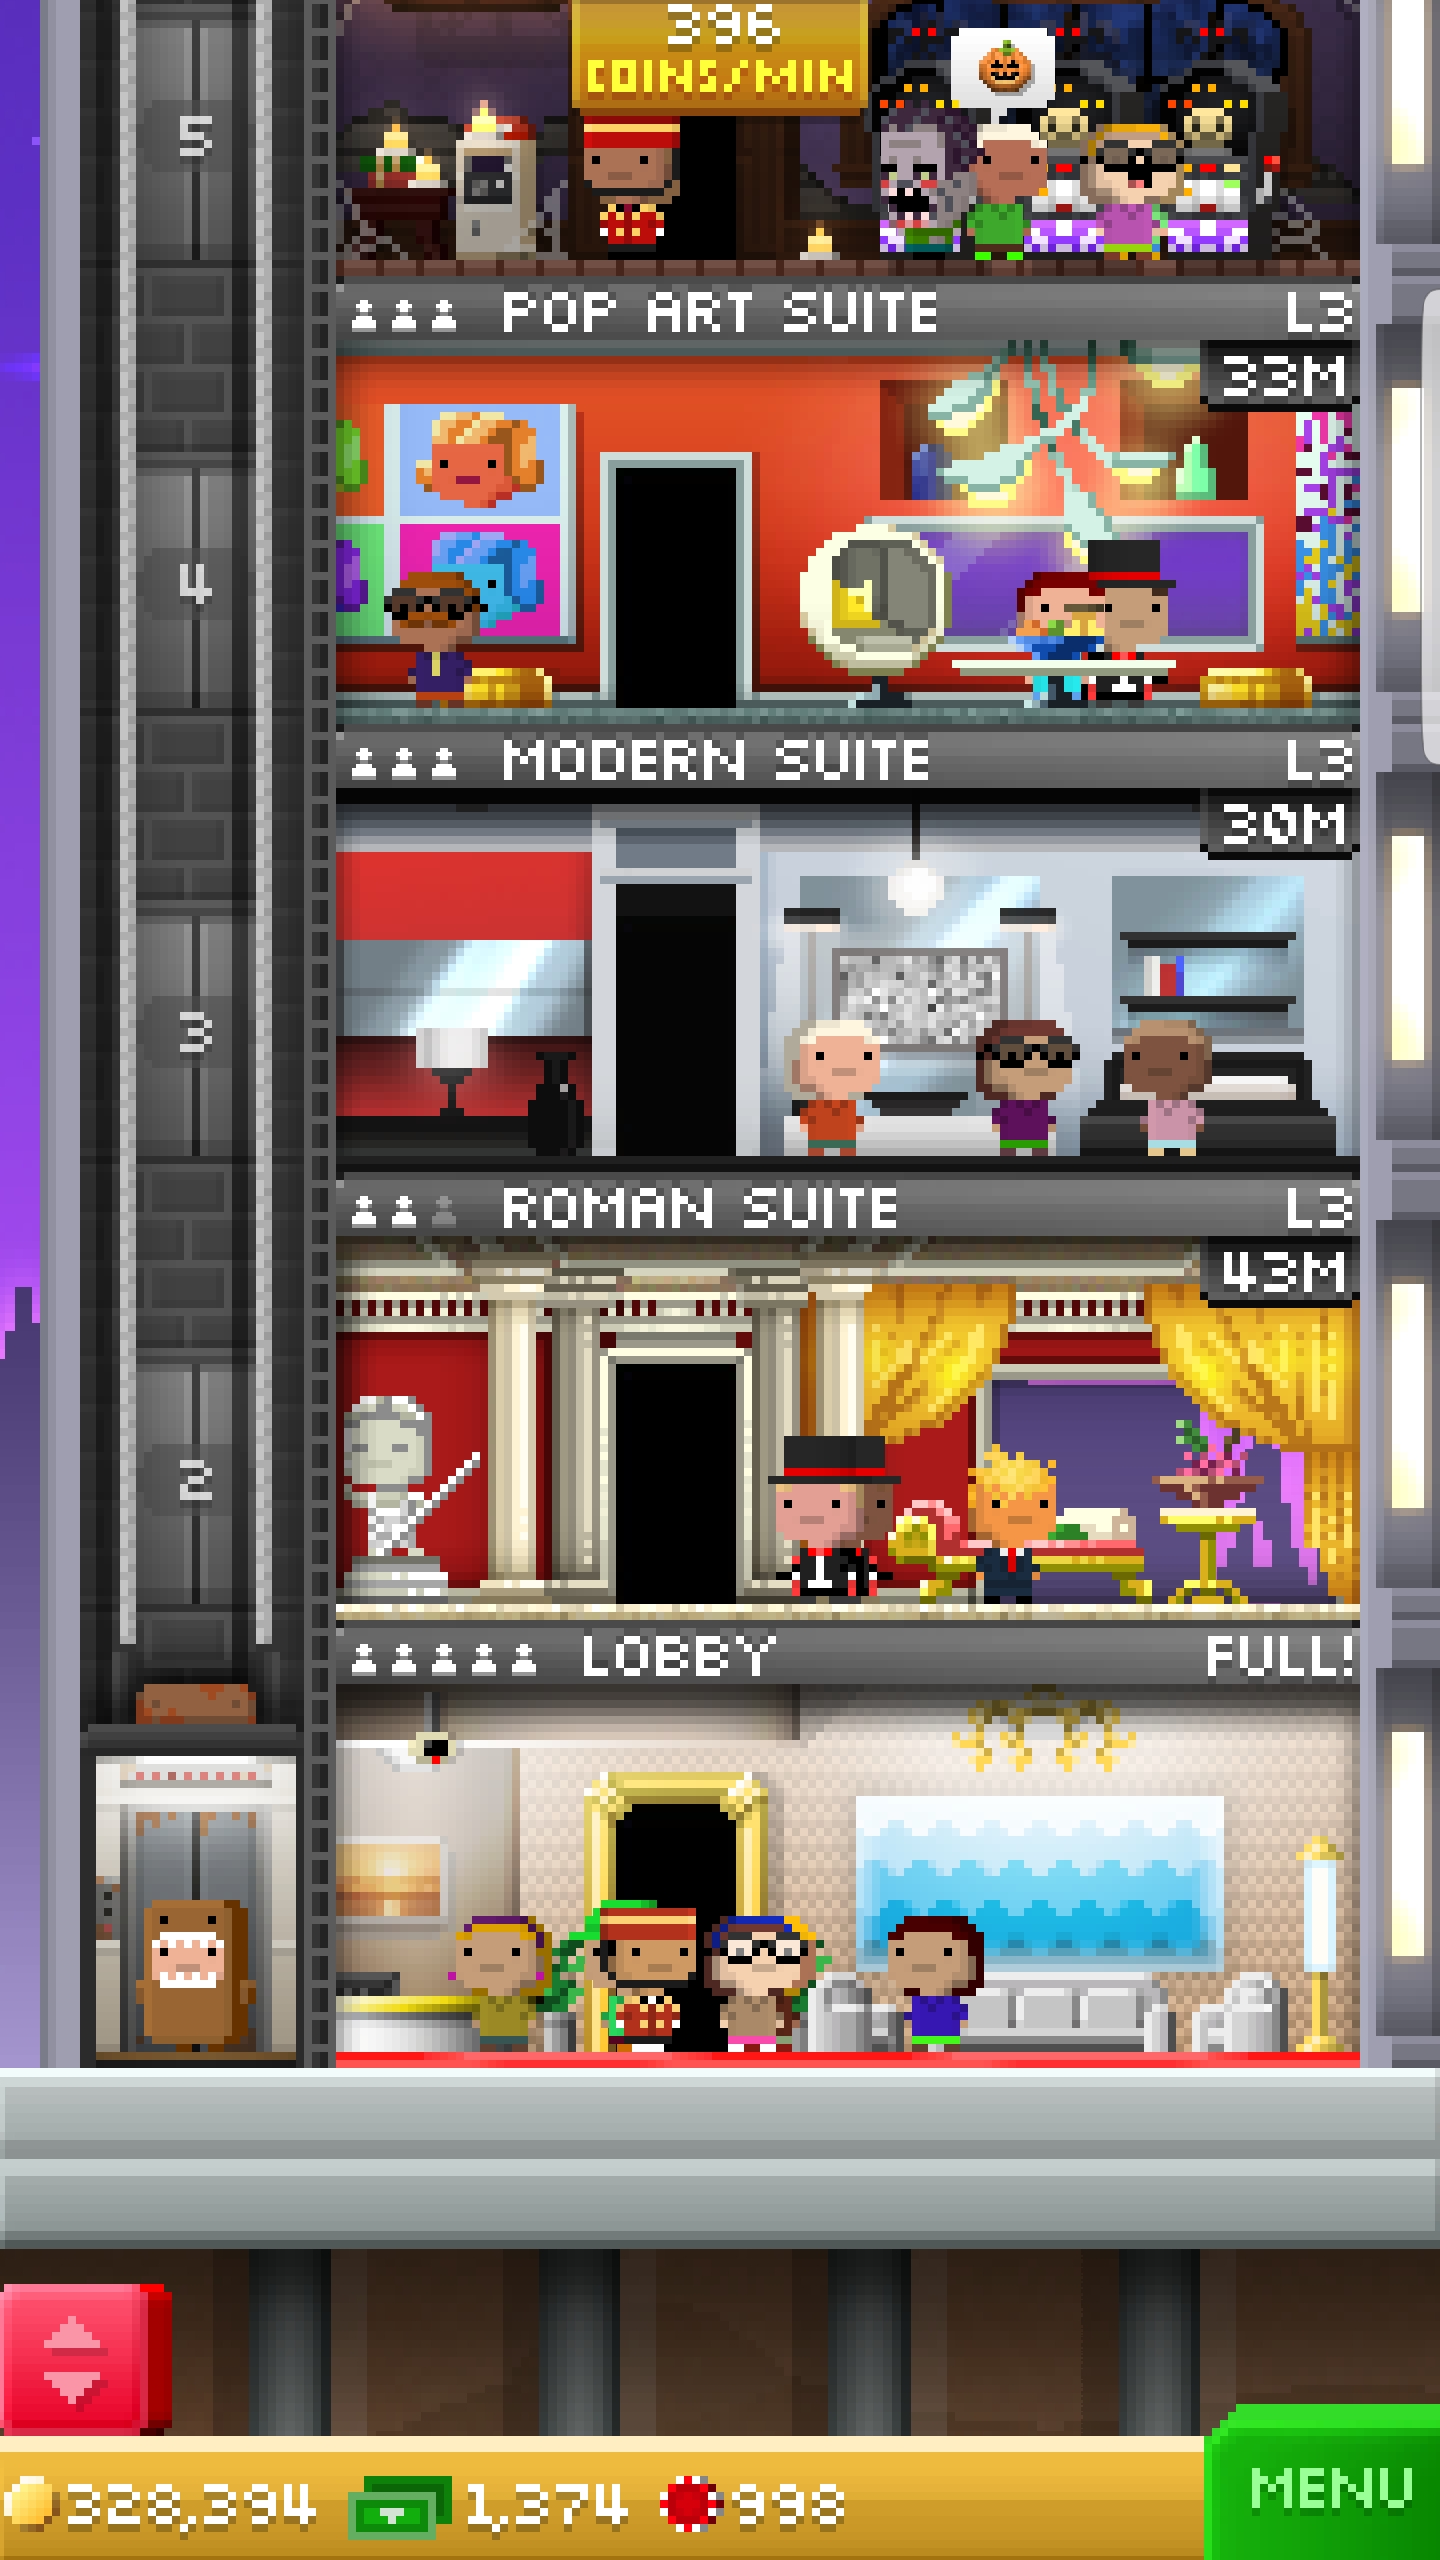 396
COINS/MIN
5
POP ART SUITE L3
33M
4
MODERN SUITE L3
30M
3
ROMAN SUITE L3
43M
2
LOBBY FULL!
MENU
328,394 1,374 998